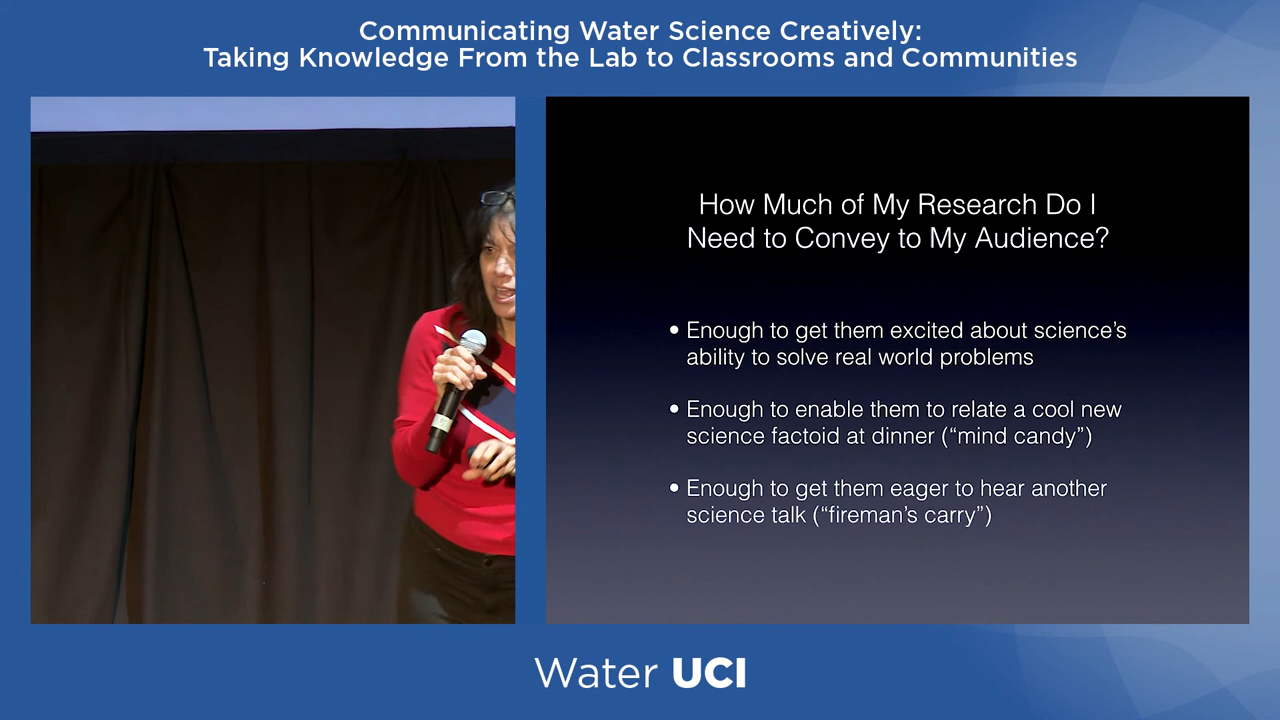 Communicating Water Science Creatively:
Taking Knowledge From the Lab to Classrooms and Communities
How Much of My Research Do I
Need to Convey to My Audience?
• Enough to get them excited about science’s
ability to solve real world problems
• Enough to enable them to relate a cool new
science factoid at dinner (“mind candy”)
• Enough to get them eager to hear another
science talk (“fireman’s carry”)
Water UCI